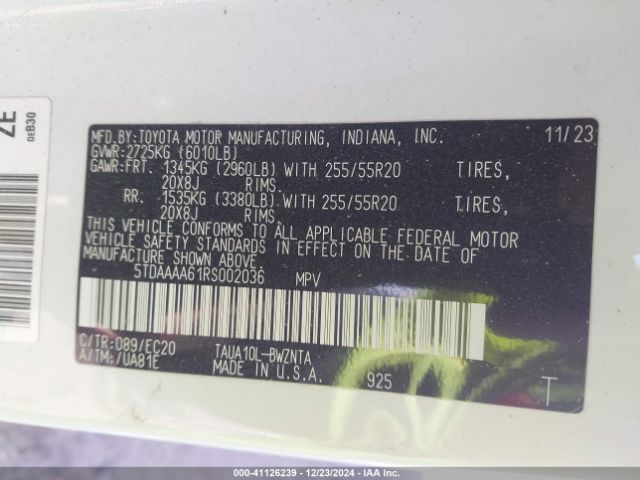 ZE
0EB30
MFD.BY:TOYOTA MOTOR MANUFACTURING, INDIANA, INC. 11/23
GVWR:2725KG (6010LB)
GAWR:FRT. 1345KG (2960LB) WITH 255/55R20 TIRES,
20X8J RIMS.
RR. 1535KG (3380LB) WITH 255/55R20 TIRES,
20X8J RIMS.
THIS VEHICLE CONFORMS TO ALL APPLICABLE FEDERAL MOTOR
VEHICLE SAFETY STANDARDS IN EFFECT ON THE DATE OF
MANUFACTURE SHOWN ABOVE.
5TDAAAA61RS002036 MPV
C/TR:089/EC20 TAUA10L-BWZNTA
A/TM:/UA81E MADE IN U.S.A. 925 T
000-41126239 - 12/23/2024 - IAA Inc.